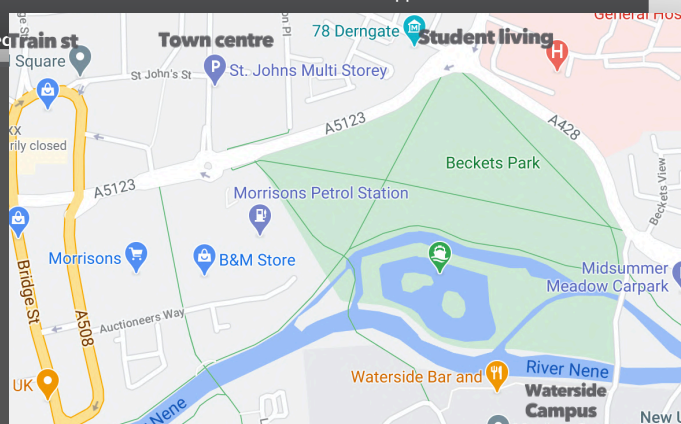 General Hos
78 Derngate
Train st
Town centre
Student living
Square
St John's St
St. Johns Multi Storey
H
P
A5123
A428
rily closed
Beckets Park
Beckets View
A5123
Morrisons Petrol Station
Morrisons
B&M Store
Midsummer
Meadow Carpark
Bridge St
A508
Auctioneers Way
UK
Waterside Bar and
River Nene
Nene
Waterside
Campus
New U